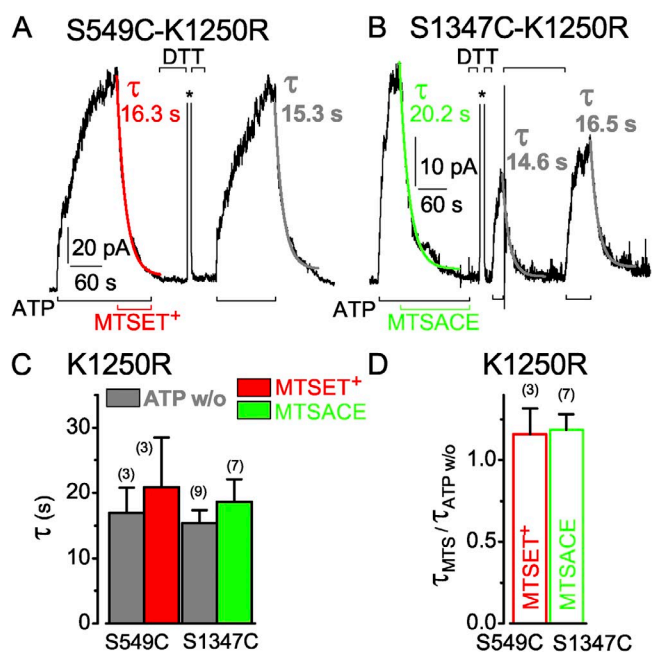 A S549C-K1250R
DTT
*
τ
16.3 s
15.3 s
20 pA
60 s
ATP
MTSET+
B S1347C-K1250R
DTT
*
τ
20.2 s
τ
14.6 s
τ
16.5 s
10 pA
60 s
MTSACE
C K1250R
ATP w/o
MTSET+
MTSACE
τ (s)
30
20
10
0
(3)
(3)
(9)
(7)
S549C
S1347C
D K1250R
τMTS / τATP w/o
1.0
0.5
0.0
(3)
(7)
MTSET+
MTSACE
S549C
S1347C